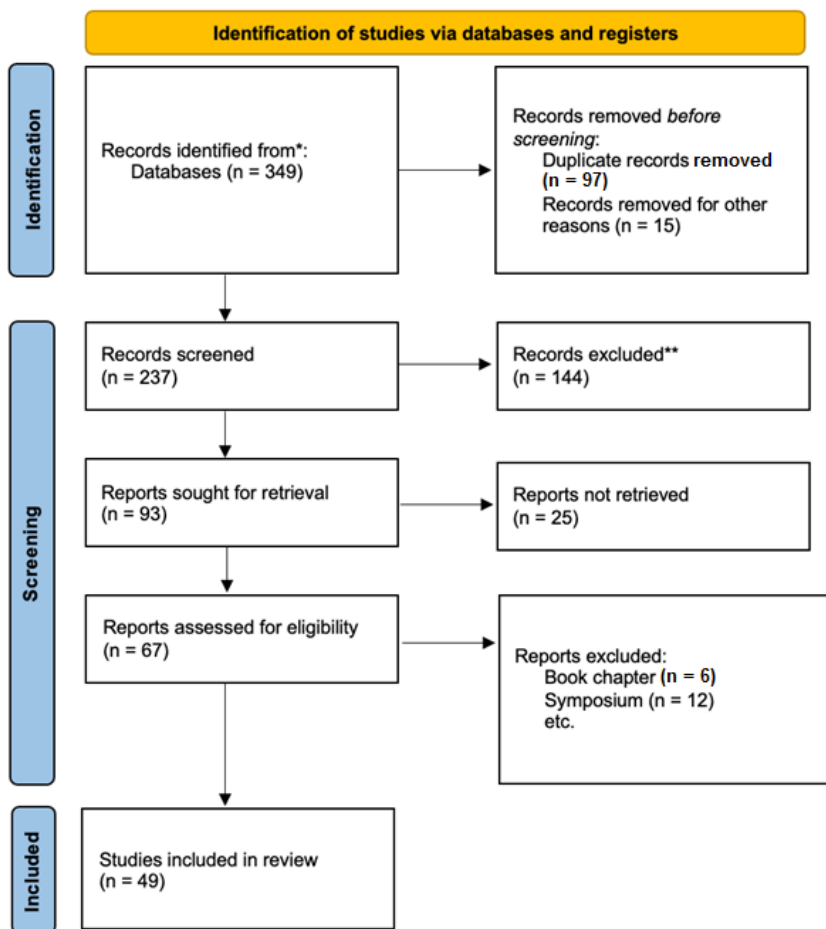 Identification of studies via databases and registers
Identification
Records identified from*:
Databases (n = 349)
Records removed before
screening:
Duplicate records removed
(n = 97)
Records removed for other
reasons (n = 15)
Screening
Records screened
(n = 237)
Records excluded**
(n = 144)
Reports sought for retrieval
(n = 93)
Reports not retrieved
(n = 25)
Reports assessed for eligibility
(n = 67)
Reports excluded:
Book chapter (n = 6)
Symposium (n = 12)
etc.
Included
Studies included in review
(n = 49)